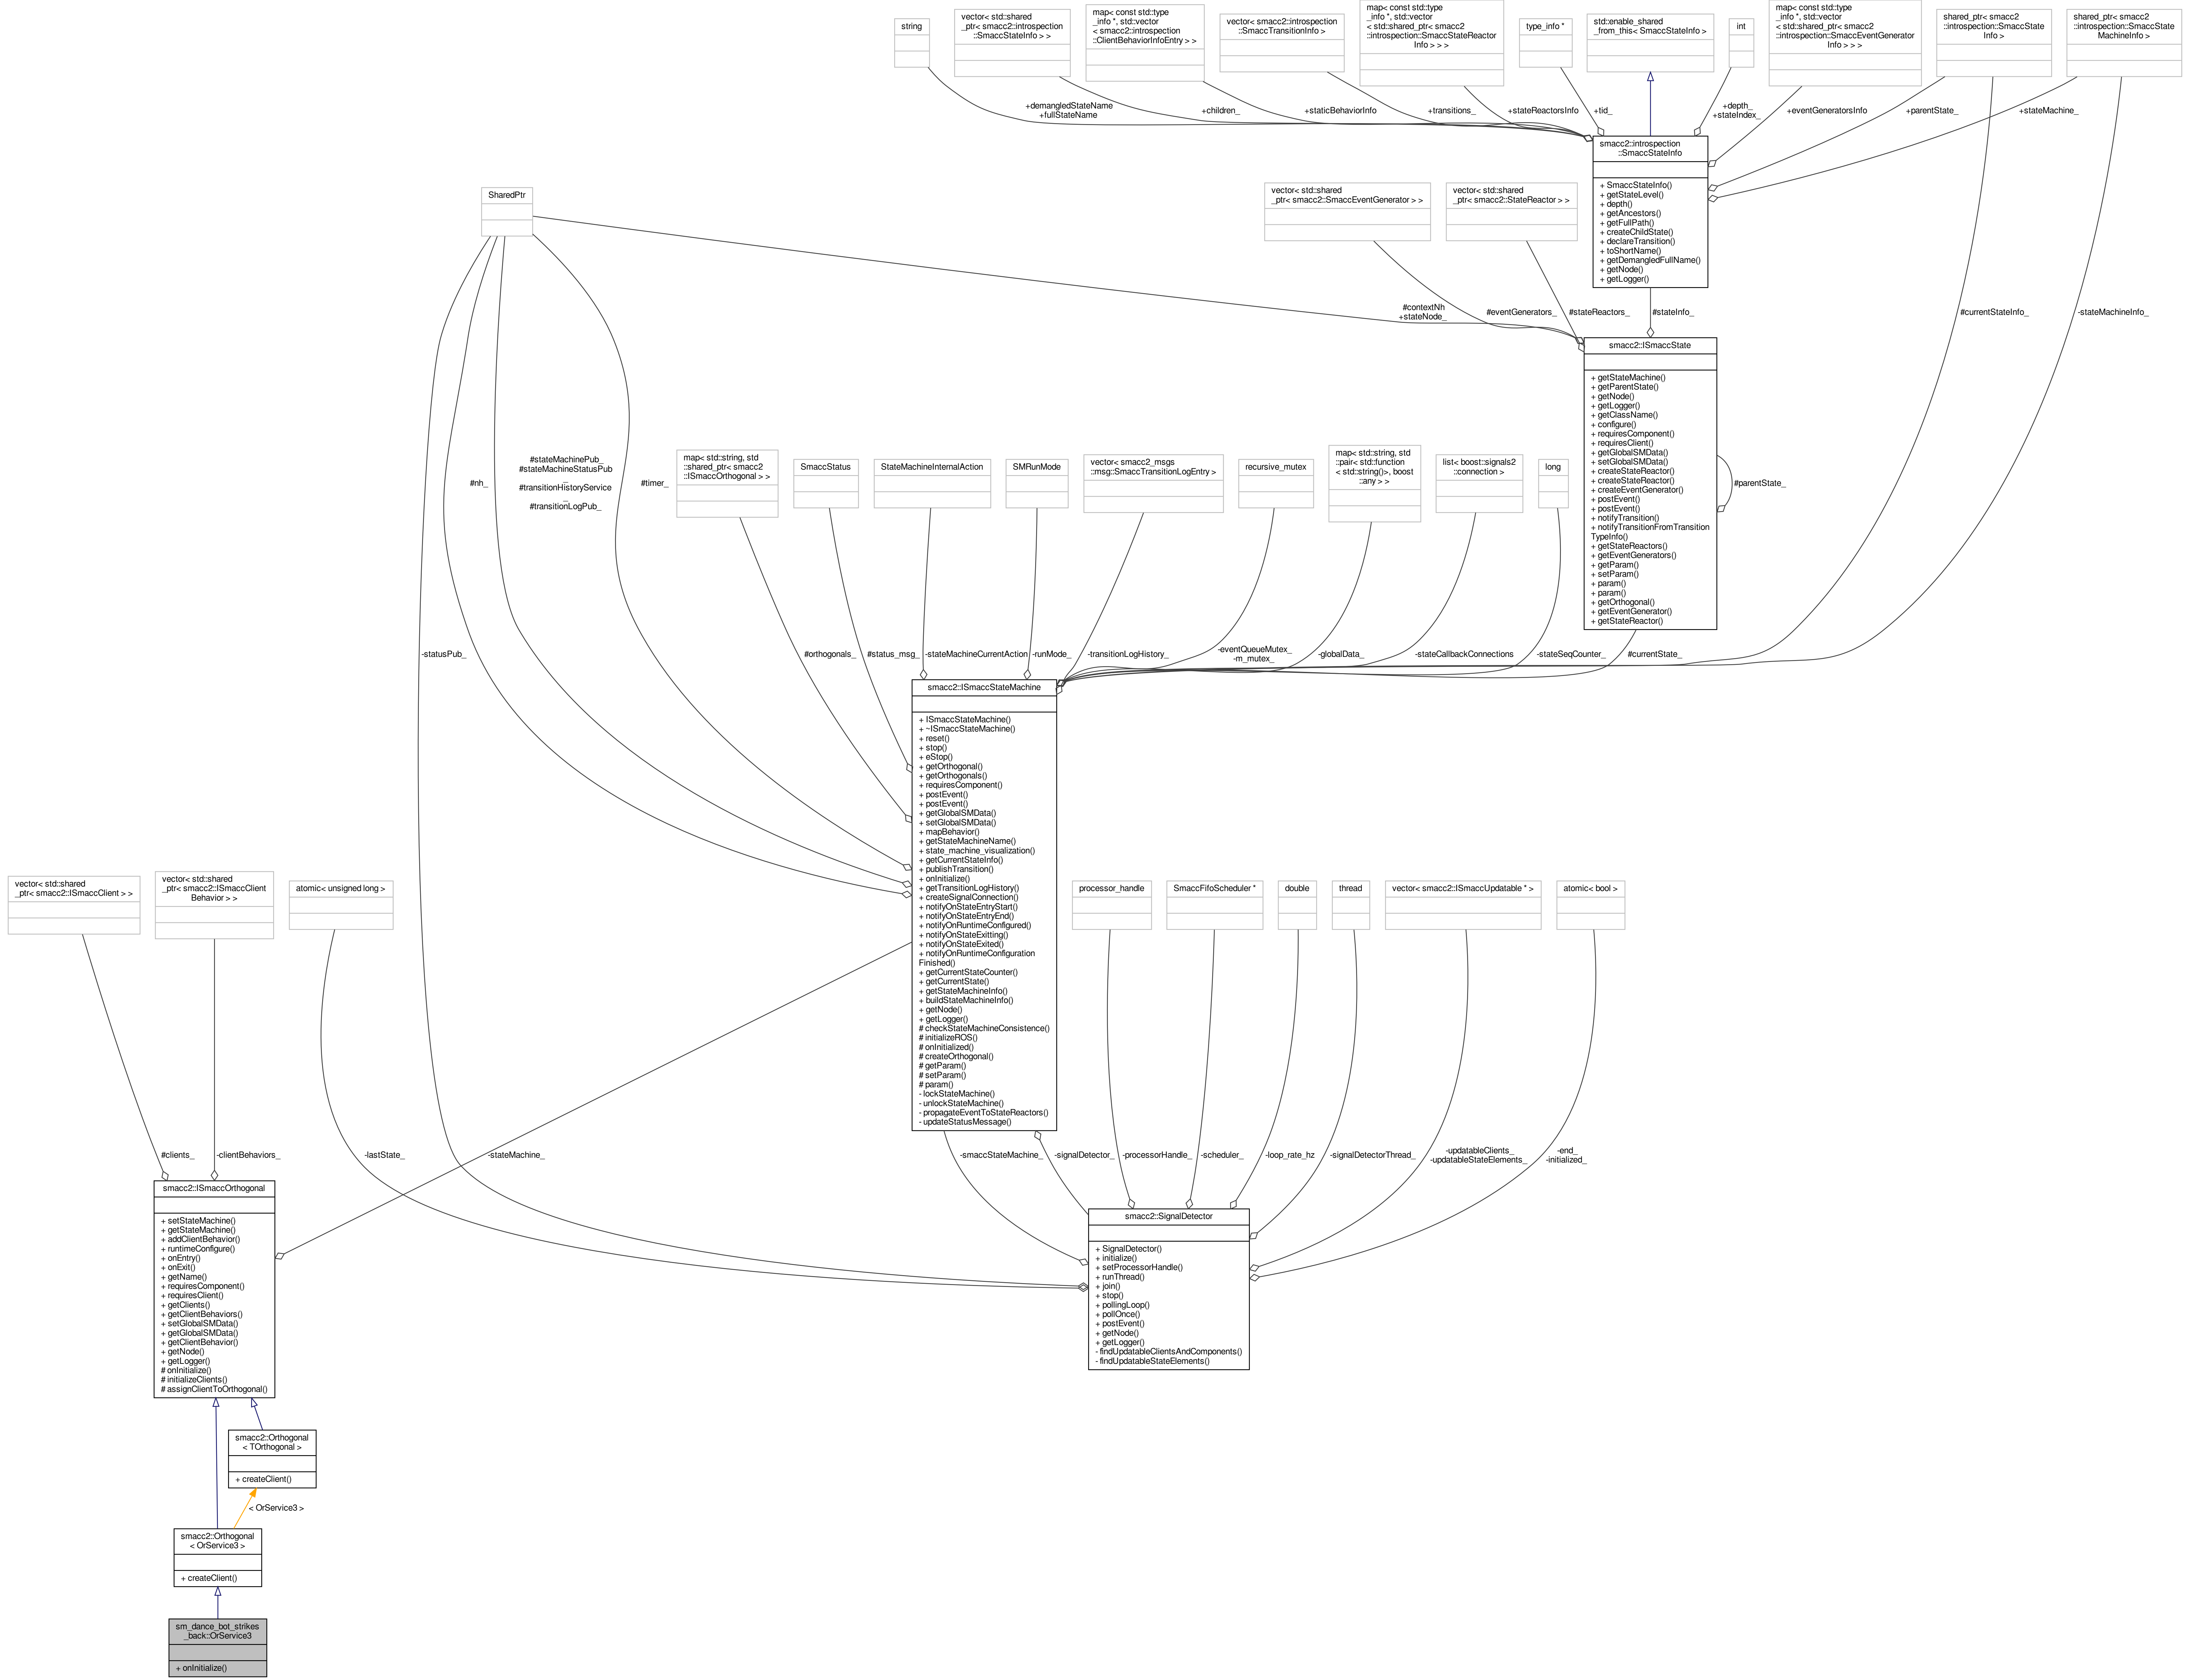 string
vector< std::shared
_ptr< smacc2::introspection
::SmaccStateInfo > >
map< const std::type
_info *, std::vector
< smacc2::introspection
::ClientBehaviorInfoEntry > >
vector< smacc2::introspection
::SmaccTransitionInfo >
map< const std::type
_info *, std::vector
< std::shared_ptr< smacc2
::introspection::SmaccStateReactor
Info > > >
type_info *
std::enable_shared
_from_this< SmaccStateInfo >
int
map< const std::type
_info *, std::vector
< std::shared_ptr< smacc2
::introspection::SmaccEventGenerator
Info > > >
shared_ptr< smacc2
::introspection::SmaccState
Info >
shared_ptr< smacc2
::introspection::SmaccState
MachineInfo >
+demangledStateName
+fullStateName
+children_
+staticBehaviorInfo
+transitions_
+stateReactorsInfo
+tid_
+depth_
+stateIndex_
+eventGeneratorsInfo
+parentState_
+stateMachine_
smacc2::introspection
::SmaccStateInfo
+ SmaccStateInfo()
+ getStateLevel()
+ depth()
+ getAncestors()
+ getFullPath()
+ createChildState()
+ declareTransition()
+ toShortName()
+ getDemangledFullName()
+ getNode()
+ getLogger()
SharedPtr
vector< std::shared
_ptr< smacc2::SmaccEventGenerator > >
vector< std::shared
_ptr< smacc2::StateReactor > >
#contextNh
+stateNode_
#eventGenerators_
#stateReactors_
#stateInfo_
#currentStateInfo_
-stateMachineInfo_
smacc2::ISmaccState
+ getStateMachine()
+ getParentState()
+ getNode()
+ getLogger()
+ getClassName()
+ configure()
+ requiresComponent()
+ requiresClient()
+ getGlobalSMData()
+ setGlobalSMData()
+ createStateReactor()
+ createStateReactor()
+ createEventGenerator()
+ postEvent()
+ postEvent()
+ notifyTransition()
+ notifyTransitionFromTransition
TypeInfo()
+ getStateReactors()
+ getEventGenerators()
+ getParam()
+ setParam()
+ param()
+ param()
+ getOrthogonal()
+ getEventGenerator()
+ getStateReactor()
#parentState_
#nh_
#stateMachinePub_
#stateMachineStatusPub
_
#transitionHistoryService
_
#transitionLogPub_
#timer_
map< std::string, std
::shared_ptr< smacc2
::ISmaccOrthogonal > >
SmaccStatus
StateMachineInternalAction
SMRunMode
vector< smacc2_msgs
::msg::SmaccTransitionLogEntry >
recursive_mutex
map< std::string, std
::pair< std::function
< std::string()>, boost
::any > >
list< boost::signals2
::connection >
long
-statusPub_
#orthogonals_
#status_msg_
-stateMachineCurrentAction
-runMode_
-transitionLogHistory_
-eventQueueMutex_
-m_mutex_
-globalData_
-stateCallbackConnections
-stateSeqCounter_
#currentState_
smacc2::ISmaccStateMachine
+ ISmaccStateMachine()
+ ~ISmaccStateMachine()
+ reset()
+ stop()
+ eStop()
+ getOrthogonal()
+ getOrthogonals()
+ requiresComponent()
+ postEvent()
+ postEvent()
+ getGlobalSMData()
+ setGlobalSMData()
+ mapBehavior()
+ getStateMachineName()
+ state_machine_visualization()
+ getCurrentStateInfo()
+ publishTransition()
+ onInitialize()
+ getTransitionLogHistory()
+ createSignalConnection()
+ notifyOnStateEntryStart()
+ notifyOnStateEntryEnd()
+ notifyOnRuntimeConfigured()
+ notifyOnStateExitting()
+ notifyOnStateExited()
+ notifyOnRuntimeConfiguration
Finished()
+ getCurrentStateCounter()
+ getCurrentState()
+ getStateMachineInfo()
+ buildStateMachineInfo()
+ getNode()
+ getLogger()
# checkStateMachineConsistence()
# initializeROS()
# onInitialized()
# createOrthogonal()
# getParam()
# setParam()
# param()
- lockStateMachine()
- unlockStateMachine()
- propagateEventToStateReactors()
- updateStatusMessage()
vector< std::shared
_ptr< smacc2::ISmaccClient > >
vector< std::shared
_ptr< smacc2::ISmaccClient
Behavior > >
atomic< unsigned long >
processor_handle
SmaccFifoScheduler *
double
thread
vector< smacc2::ISmaccUpdatable * >
atomic< bool >
#clients_
-clientBehaviors_
-lastState_
-stateMachine_
-smaccStateMachine_
-signalDetector_
-processorHandle_
-scheduler_
-loop_rate_hz
-signalDetectorThread_
-updatableClients_
-updatableStateElements_
-end_
-initialized_
smacc2::ISmaccOrthogonal
+ setStateMachine()
+ getStateMachine()
+ addClientBehavior()
+ runtimeConfigure()
+ onEntry()
+ onExit()
+ getName()
+ requiresComponent()
+ requiresClient()
+ getClients()
+ getClientBehaviors()
+ setGlobalSMData()
+ getGlobalSMData()
+ getClientBehavior()
+ getNode()
+ getLogger()
# onInitialize()
# initializeClients()
# assignClientToOrthogonal()
smacc2::SignalDetector
+ SignalDetector()
+ initialize()
+ setProcessorHandle()
+ runThread()
+ join()
+ stop()
+ pollingLoop()
+ pollOnce()
+ postEvent()
+ getNode()
+ getLogger()
- findUpdatableClientsAndComponents()
- findUpdatableStateElements()
smacc2::Orthogonal
< TOrthogonal >
+ createClient()
< OrService3 >
smacc2::Orthogonal
< OrService3 >
+ createClient()
sm_dance_bot_strikes
_back::OrService3
+ onInitialize()